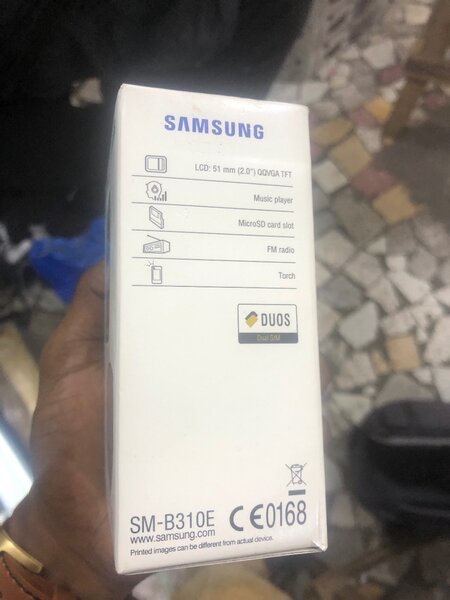 SAMSUNG
LCD: 51 mm (2.0") QQVGA TFT
Music player
MicroSD card slot
FM radio
Torch
DUOS
Dual SIM
SM-B310E CE0168
www.samsung.com
Printed images can be different from actual device.